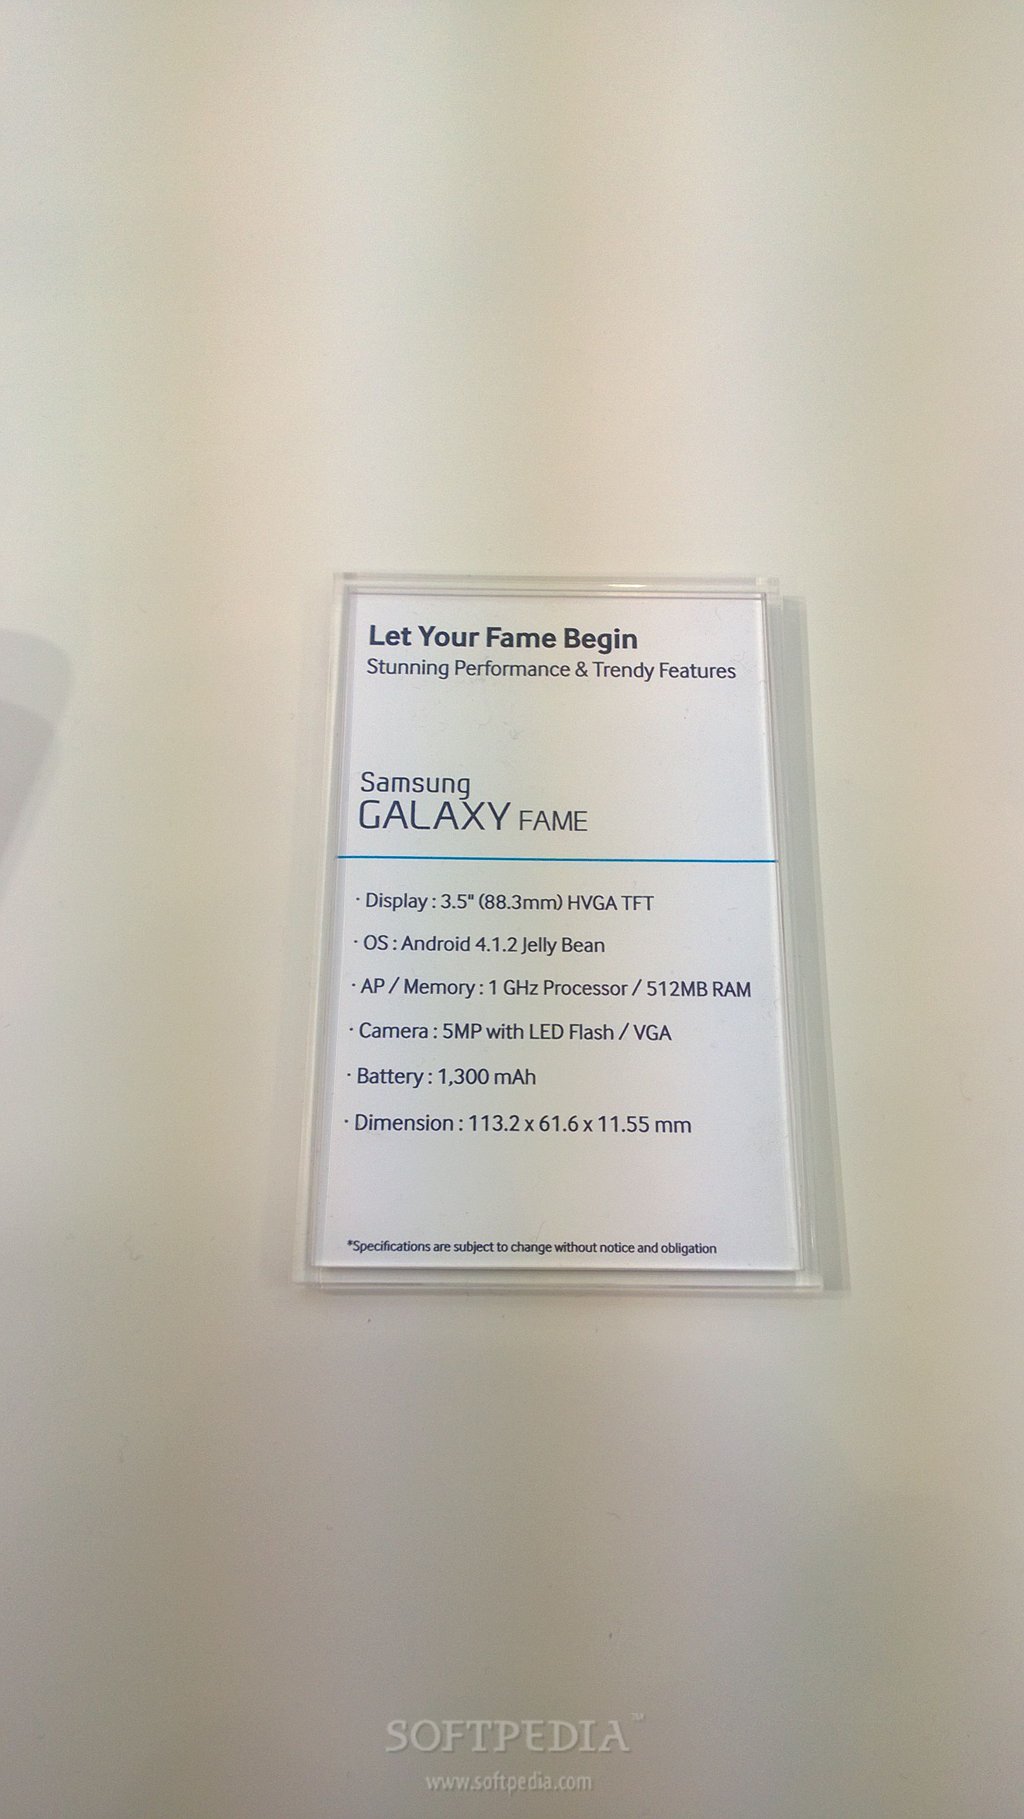 Let Your Fame Begin
Stunning Performance & Trendy Features
Samsung
GALAXY FAME
· Display : 3.5" (88.3mm) HVGA TFT
· OS : Android 4.1.2 Jelly Bean
· AP / Memory : 1 GHz Processor / 512MB RAM
· Camera : 5MP with LED Flash / VGA
· Battery : 1,300 mAh
· Dimension : 113.2 x 61.6 x 11.55 mm
*Specifications are subject to change without notice and obligation
SOFTPEDIA™
www.softpedia.com